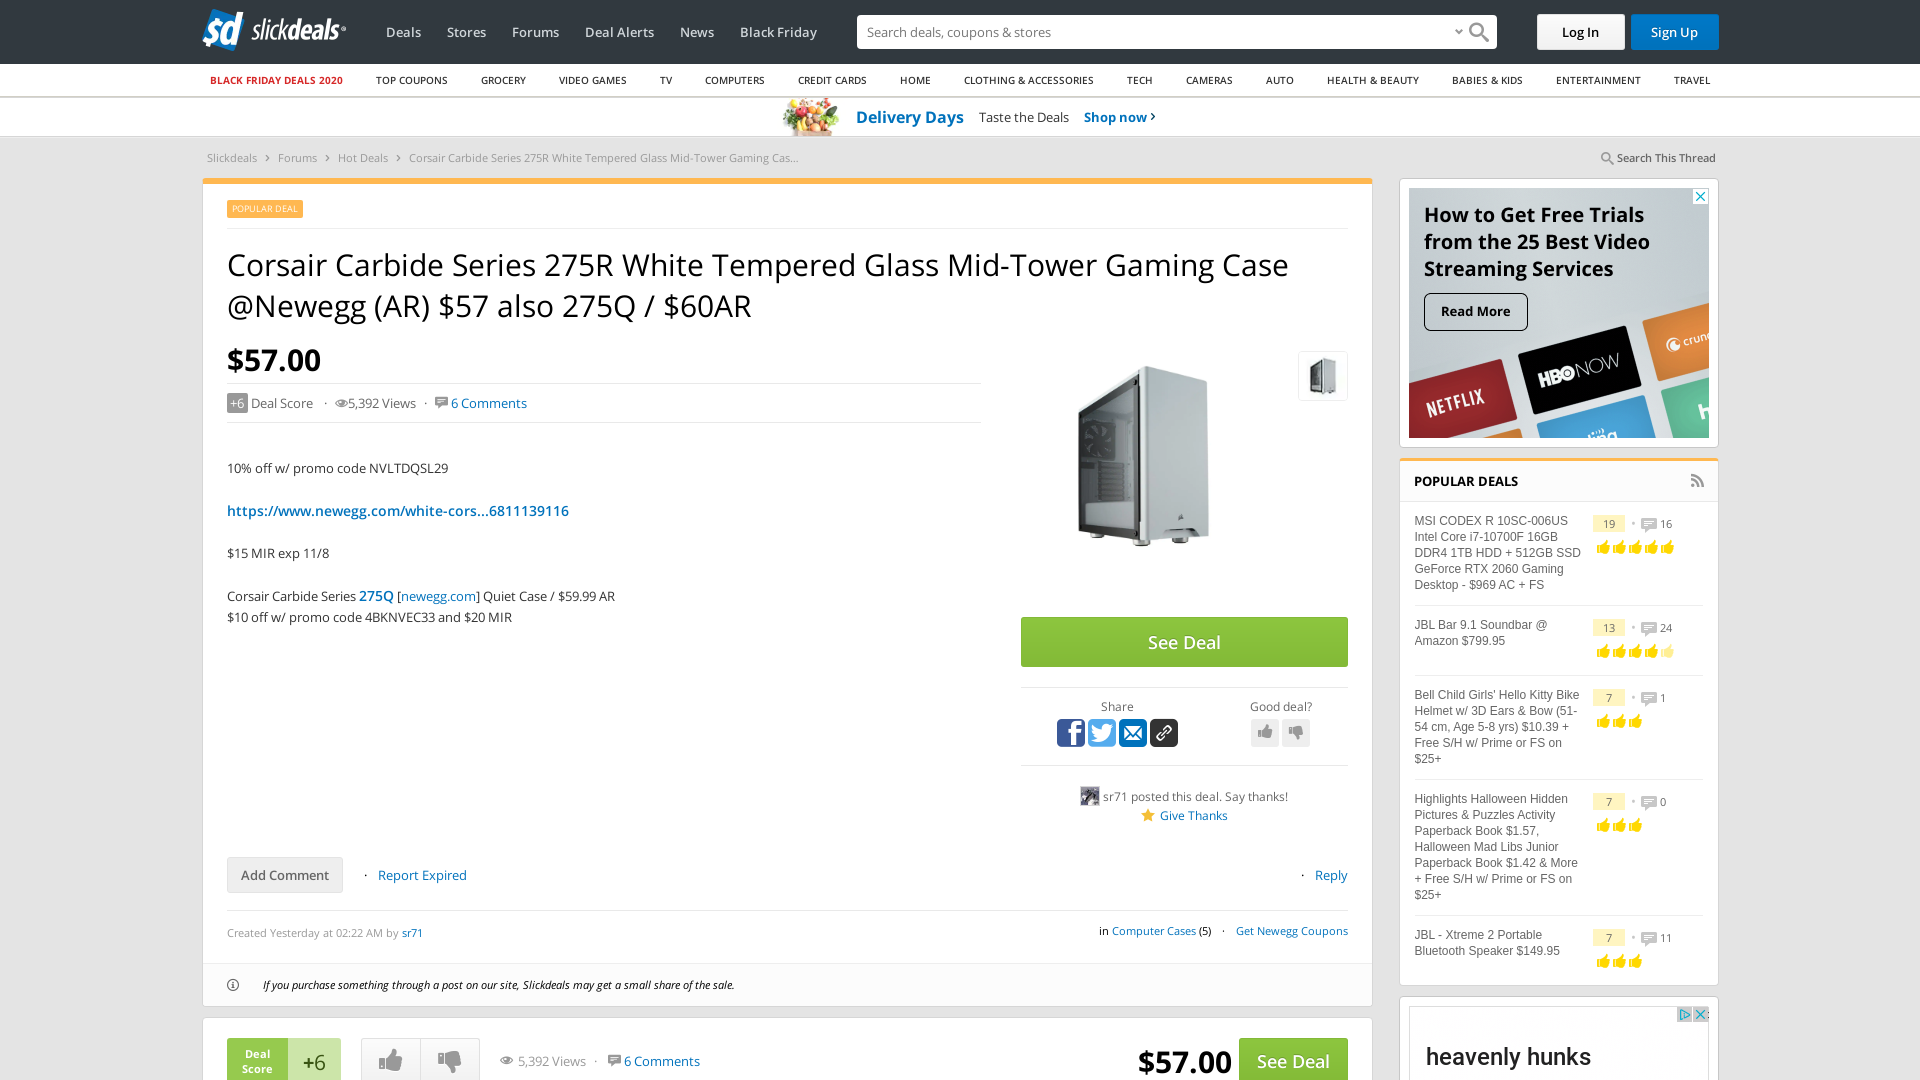 sd slickdeals
Deals Stores Forums Deal Alerts News Black Friday
Search deals, coupons & stores
Log In Sign Up
BLACK FRIDAY DEALS 2020 TOP COUPONS GROCERY VIDEO GAMES TV COMPUTERS CREDIT CARDS HOME CLOTHING & ACCESSORIES TECH CAMERAS AUTO HEALTH & BEAUTY BABIES & KIDS ENTERTAINMENT TRAVEL
Delivery Days Taste the Deals Shop now
Slickdeals Forums Hot Deals Corsair Carbide Series 275R White Tempered Glass Mid-Tower Gaming Cas...
Search This Thread
POPULAR DEAL
Corsair Carbide Series 275R White Tempered Glass Mid-Tower Gaming Case
@Newegg (AR) $57 also 275Q / $60AR
$57.00
+6 Deal Score · 5,392 Views · 6 Comments
10% off w/ promo code NVLTDQSL29
https://www.newegg.com/white-cors...6811139116
$15 MIR exp 11/8
Corsair Carbide Series 275Q [newegg.com] Quiet Case / $59.99 AR
$10 off w/ promo code 4BKNVEC33 and $20 MIR
See Deal
Share
Good deal?
sr71 posted this deal. Say thanks!
Give Thanks
Add Comment · Report Expired
· Reply
Created Yesterday at 02:22 AM by sr71
in Computer Cases (5) · Get Newegg Coupons
If you purchase something through a post on our site, Slickdeals may get a small share of the sale.
Deal
Score
+6
5,392 Views · 6 Comments
$57.00
See Deal
How to Get Free Trials
from the 25 Best Video
Streaming Services
Read More
NETFLIX
HBO NOW
POPULAR DEALS
MSI CODEX R 10SC-006US
Intel Core i7-10700F 16GB
DDR4 1TB HDD + 512GB SSD
GeForce RTX 2060 Gaming
Desktop - $969 AC + FS
19 • 16
JBL Bar 9.1 Soundbar @
Amazon $799.95
13 • 24
Bell Child Girls' Hello Kitty Bike
Helmet w/ 3D Ears & Bow (51-
54 cm, Age 5-8 yrs) $10.39 +
Free S/H w/ Prime or FS on
$25+
7 • 1
Highlights Halloween Hidden
Pictures & Puzzles Activity
Paperback Book $1.57,
Halloween Mad Libs Junior
Paperback Book $1.42 & More
+ Free S/H w/ Prime or FS on
$25+
7 • 0
JBL - Xtreme 2 Portable
Bluetooth Speaker $149.95
7 • 11
heavenly hunks